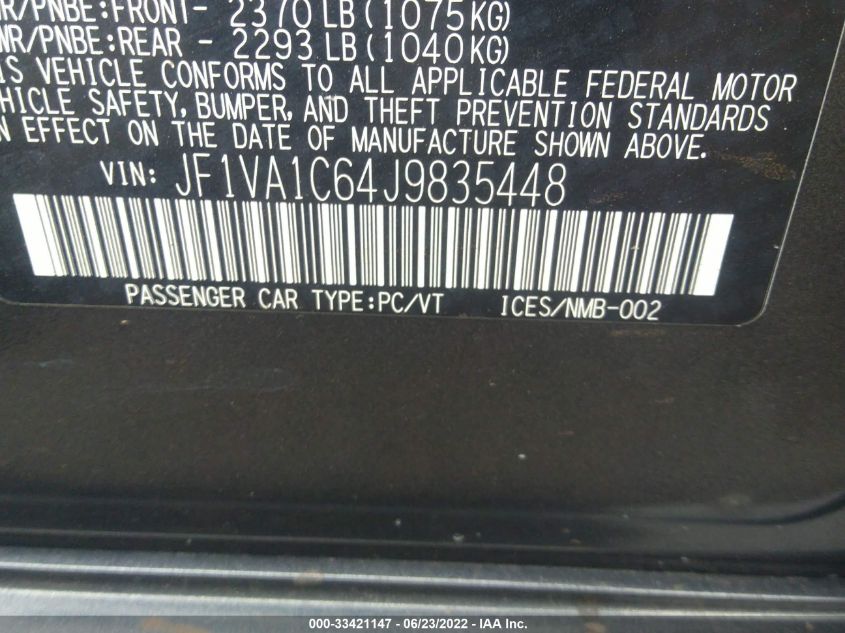 WR/PNBE:FRONT- 2370 LB(1075KG)
WR/PNBE:REAR - 2293 LB(1040KG)
IS VEHICLE CONFORMS TO ALL APPLICABLE FEDERAL MOTOR
HICLE SAFETY, BUMPER, AND THEFT PREVENTION STANDARDS
N EFFECT ON THE DATE OF MANUFACTURE SHOWN ABOVE.
VIN: JF1VA1C64J9835448
PASSENGER CAR TYPE:PC/VT ICES/NMB-002
000-33421147 - 06/23/2022 - IAA Inc.